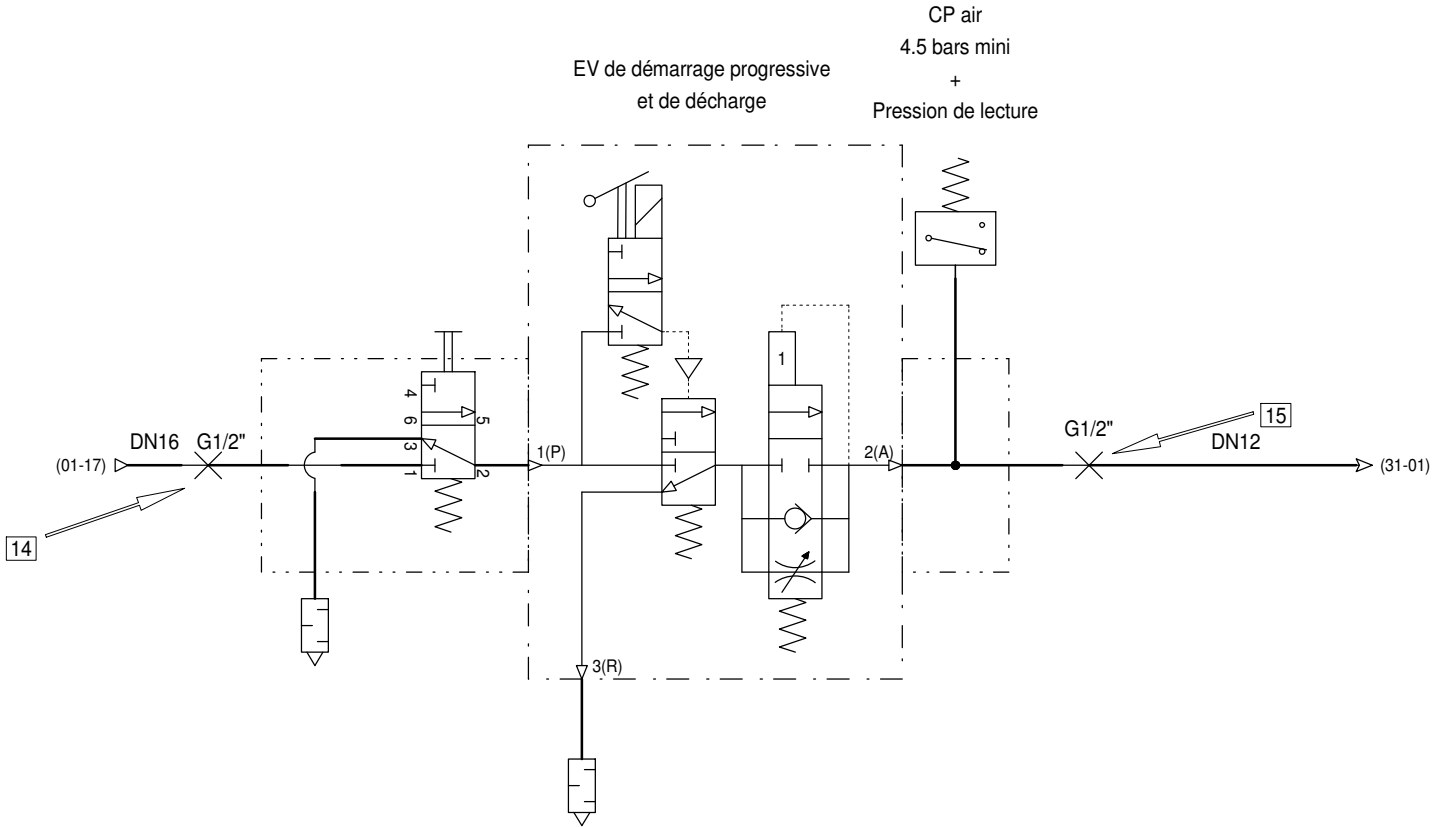 CP air
4.5 bars mini
+
Pression de lecture
EV de démarrage progressive
et de décharge
1
4
6
5
3
1
2
DN16
G1/2"
(01-17)
1(P)
2(A)
3(R)
G1/2"
DN12
15
(31-01)
14